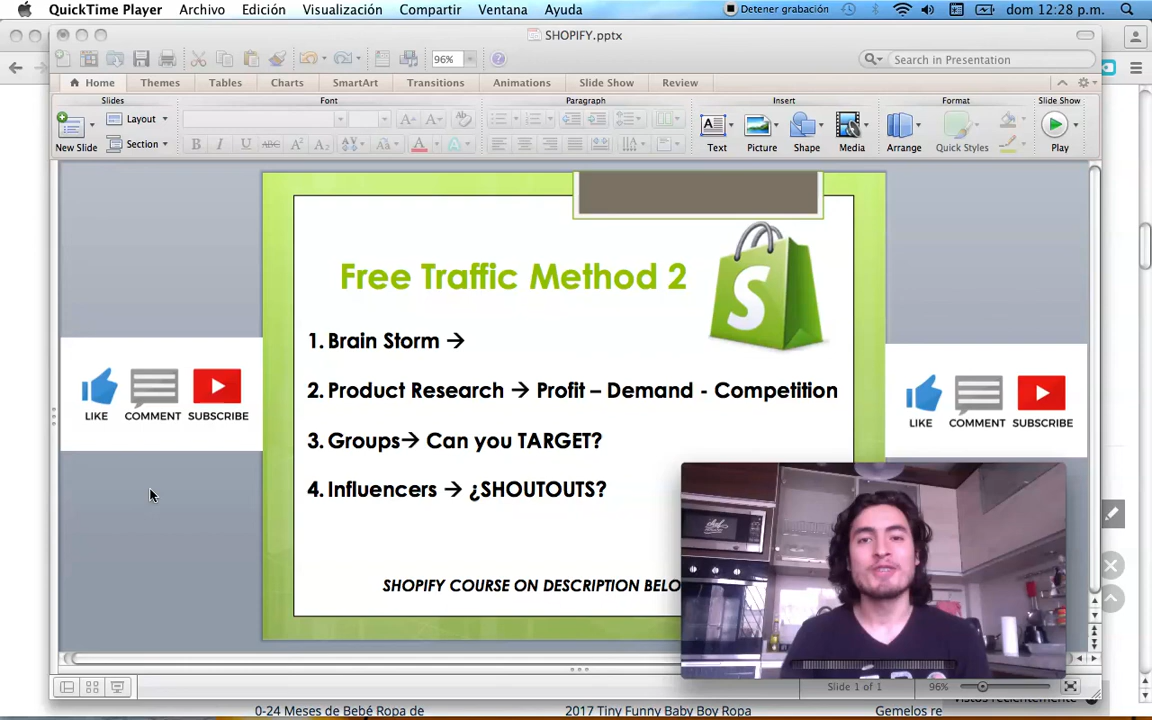 QuickTime Player Archivo Edición Visualización Compartir Ventana Ayuda Detener grabación dom 12:28 p.m.
SHOPIFY.pptx
96% Search in Presentation
Home Themes Tables Charts SmartArt Transitions Animations Slide Show Review
Slides Font Paragraph Insert Format Slide Show
Layout
New Slide Section Text Picture Shape Media Arrange Quick Styles Play
Free Traffic Method 2
1. Brain Storm →
2. Product Research → Profit – Demand - Competition
3. Groups→ Can you TARGET?
4. Influencers → ¿SHOUTOUTS?
SHOPIFY COURSE ON DESCRIPTION BELO
LIKE COMMENT SUBSCRIBE
LIKE COMMENT SUBSCRIBE
Slide 1 of 1 96%
0-24 Meses de Bebé Ropa de 2017 Tiny Funny Baby Boy Ropa Gemelos re